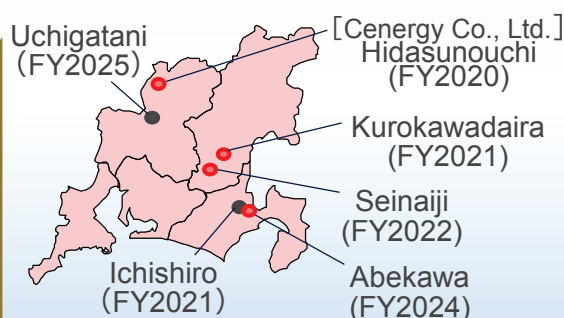 Uchigatani
（FY2025）
[Cenergy Co., Ltd.]
Hidasunouchi
(FY2020)
Kurokawadaira
(FY2021)
Seinaiji
(FY2022)
Ichishiro
（FY2021）
Abekawa
(FY2024)